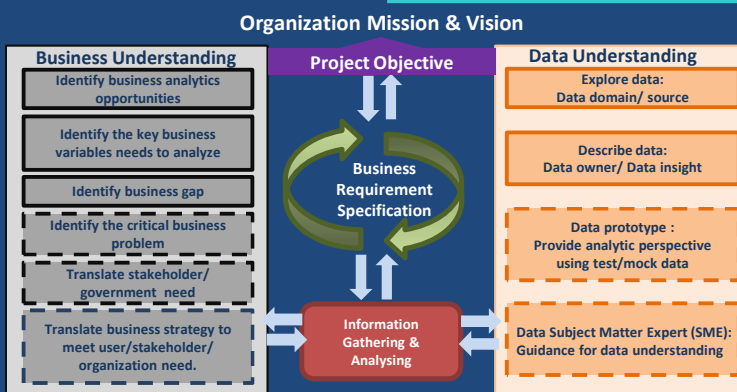 Organization Mission & Vision
Business Understanding
Identify business analytics
opportunities
Identify the key business
variables needs to analyze
Identify business gap
Identify the critical business
problem
Translate stakeholder/
government need
Translate business strategy to
meet user/stakeholder/
organization need.
Project Objective
Business
Requirement
Specification
Information
Gathering &
Analysing
Data Understanding
Explore data:
Data domain/ source
Describe data:
Data owner/ Data insight
Data prototype :
Provide analytic perspective
using test/mock data
Data Subject Matter Expert (SME):
Guidance for data understanding